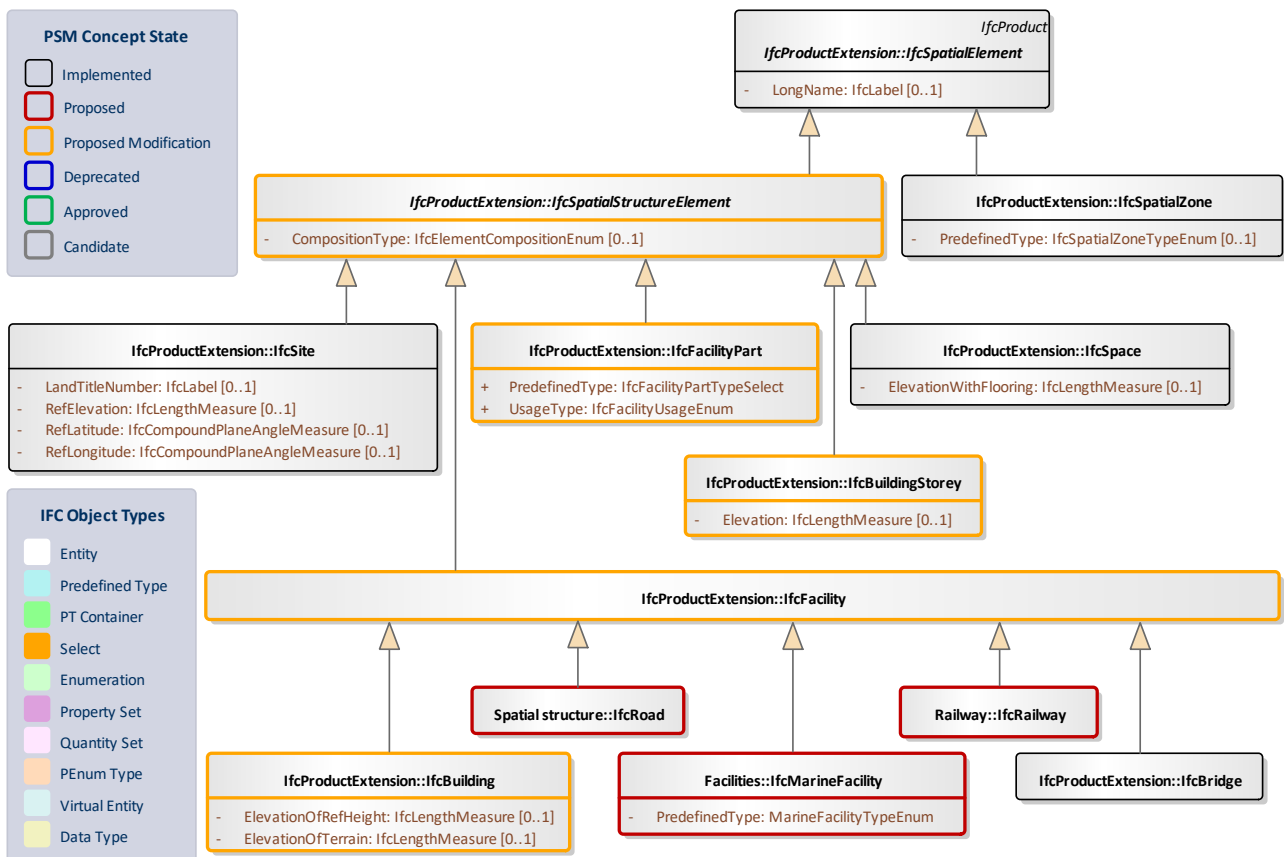 PSM Concept State
Implemented
Proposed
Proposed Modification
Deprecated
Approved
Candidate
IfcProduct
IfcProductExtension::IfcSpatialElement
- LongName: IfcLabel [0..1]
IfcProductExtension::IfcSpatialStructureElement
- CompositionType: IfcElementCompositionEnum [0..1]
IfcProductExtension::IfcSpatialZone
- PredefinedType: IfcSpatialZoneTypeEnum [0..1]
IfcProductExtension::IfcSite
- LandTitleNumber: IfcLabel [0..1]
- RefElevation: IfcLengthMeasure [0..1]
- RefLatitude: IfcCompoundPlaneAngleMeasure [0..1]
- RefLongitude: IfcCompoundPlaneAngleMeasure [0..1]
IfcProductExtension::IfcFacilityPart
+ PredefinedType: IfcFacilityPartTypeSelect
+ UsageType: IfcFacilityUsageEnum
IfcProductExtension::IfcSpace
- ElevationWithFlooring: IfcLengthMeasure [0..1]
IfcProductExtension::IfcBuildingStorey
- Elevation: IfcLengthMeasure [0..1]
IFC Object Types
Entity
Predefined Type
PT Container
Select
Enumeration
Property Set
Quantity Set
PEnum Type
Virtual Entity
Data Type
IfcProductExtension::IfcFacility
Spatial structure::IfcRoad
Railway::IfcRailway
IfcProductExtension::IfcBuilding
- ElevationOfRefHeight: IfcLengthMeasure [0..1]
- ElevationOfTerrain: IfcLengthMeasure [0..1]
Facilities::IfcMarineFacility
- PredefinedType: MarineFacilityTypeEnum
IfcProductExtension::IfcBridge